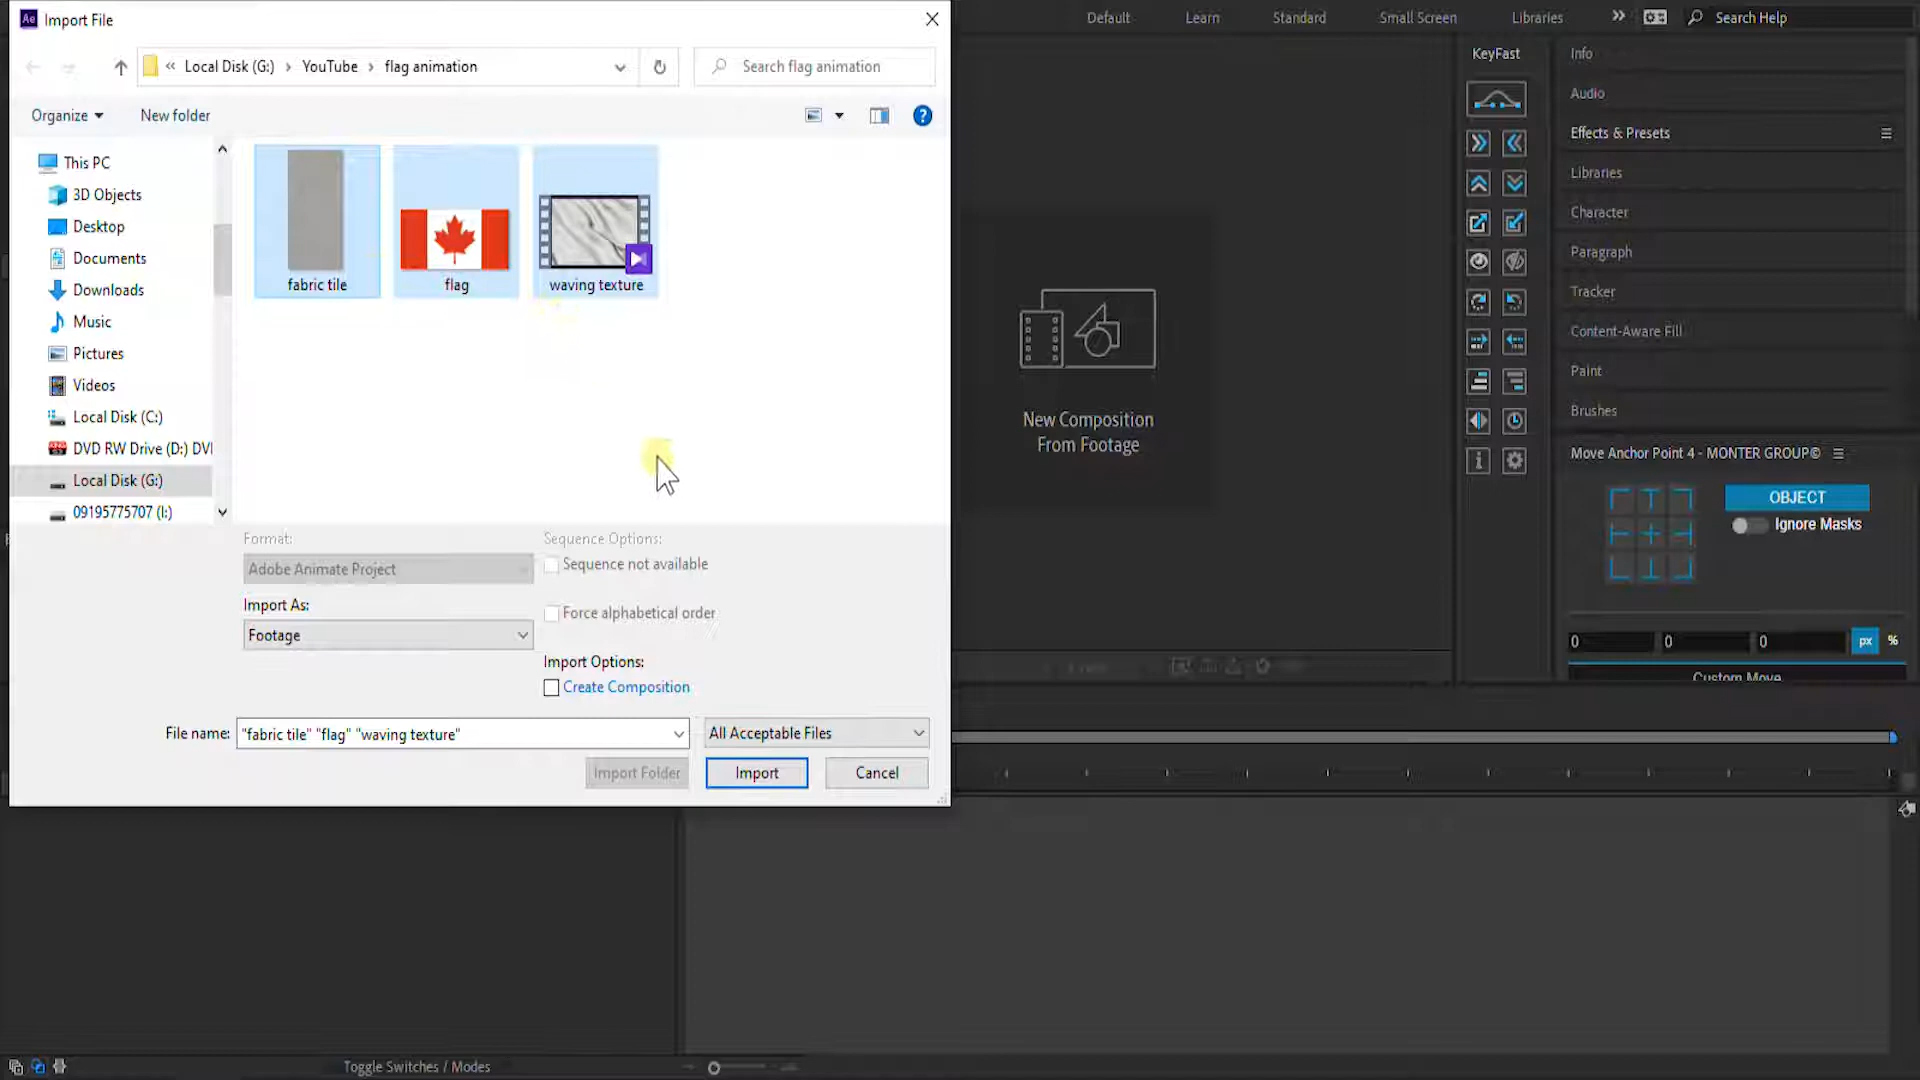 Ae Import File
Default
Learn
Standard
Small Screen
Libraries
Search Help
« Local Disk (G:) › YouTube › flag animation
Search flag animation
Organize
New folder
This PC
3D Objects
Desktop
Documents
Downloads
Music
Pictures
Videos
Local Disk (C:)
DVD RW Drive (D:) DV
Local Disk (G:)
09195775707 (I:)
fabric tile
flag
waving texture
Format:
Adobe Animate Project
Import As:
Footage
Sequence Options:
Sequence not available
Force alphabetical order
Import Options:
Create Composition
File name:
"fabric tile" "flag" "waving texture"
All Acceptable Files
Import Folder
Import
Cancel
New Composition
From Footage
KeyFast
Info
Audio
Effects & Presets
Libraries
Character
Paragraph
Tracker
Content-Aware Fill
Paint
Brushes
Move Anchor Point 4 - MONTER GROUP©
OBJECT
Ignore Masks
0 0 0 px %
Custom Move
Toggle Switches / Modes